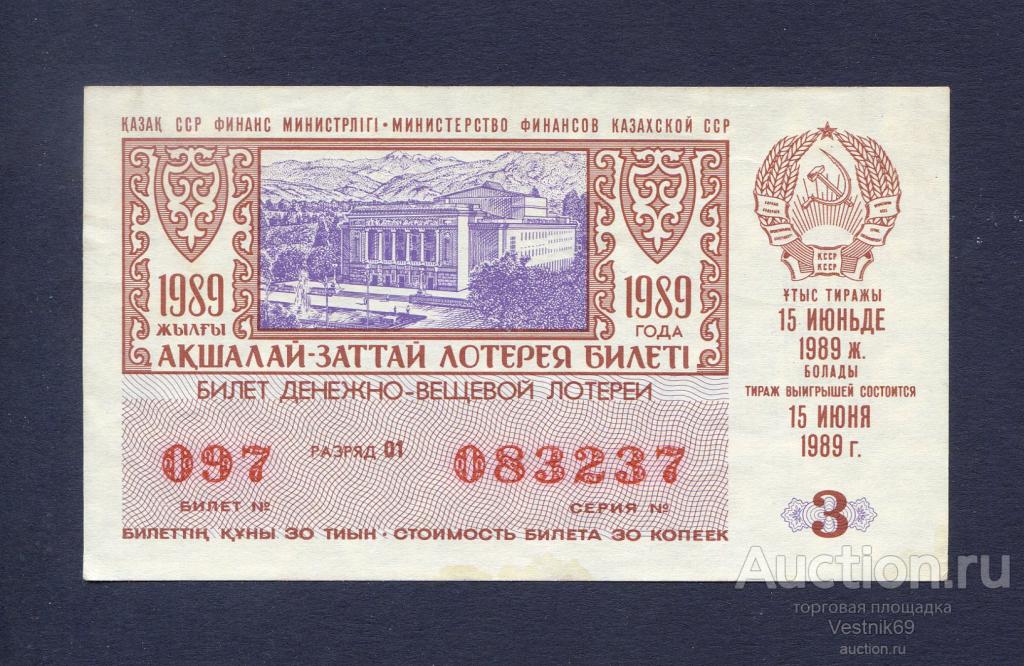 ҚАЗАҚ ССР ФИНАНС МИНИСТРЛІГІ • МИНИСТЕРСТВО ФИНАНСОВ КАЗАХСКОЙ ССР
1989
ЖЫЛҒЫ
1989
ГОДА
АҚШАЛАЙ-ЗАТТАЙ ЛОТЕРЕЯ БИЛЕТІ
БИЛЕТ ДЕНЕЖНО-ВЕЩЕВОЙ ЛОТЕРЕИ
097 РАЗРЯД 01 083237
БИЛЕТ № СЕРИЯ №
БИЛЕТТІҢ ҚҰНЫ 30 ТИЫН • СТОИМОСТЬ БИЛЕТА 30 КОПЕЕК
ҚССР
КССР
ҰТЫС ТИРАЖЫ
15 ИЮНЬДЕ
1989 ж.
БОЛАДЫ
ТИРАЖ ВЫИГРЫШЕЙ СОСТОИТСЯ
15 ИЮНЯ
1989 г.
3
Auction.ru
торговая площадка
Vestnik69
auction.ru